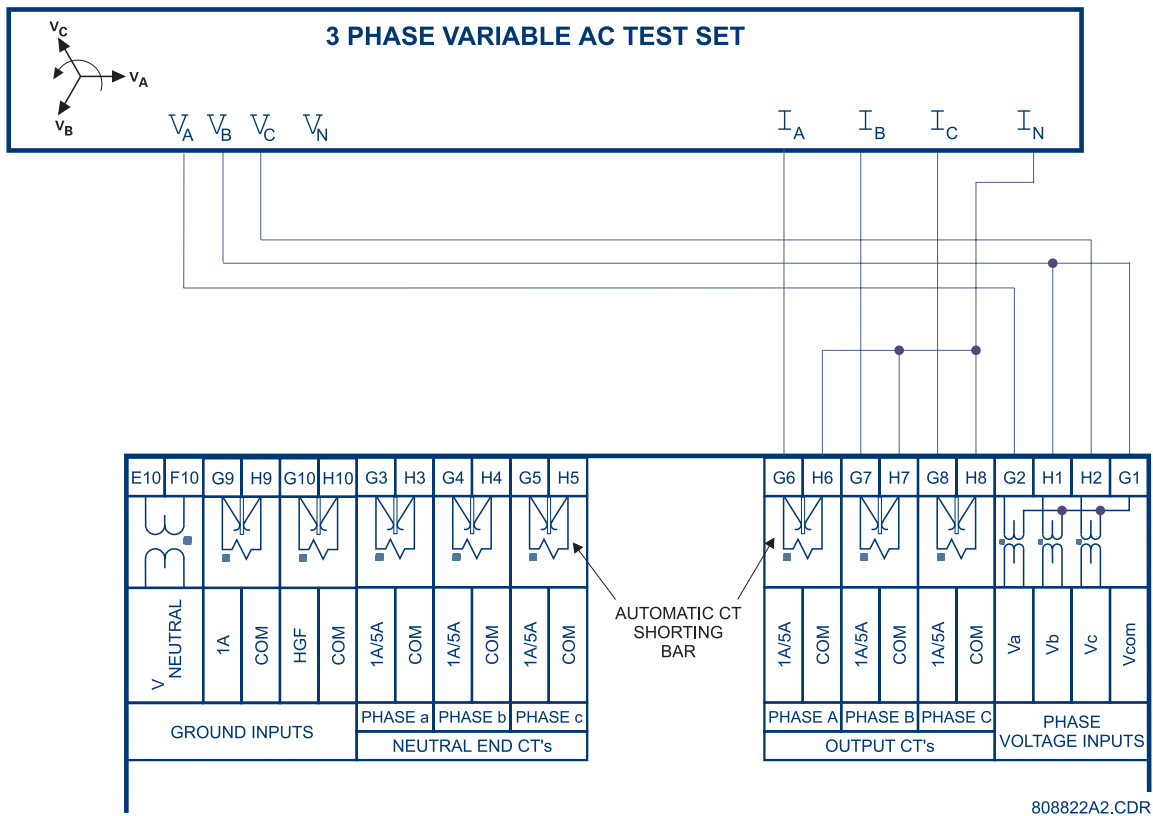 3 PHASE VARIABLE AC TEST SET
VC
VA
VB
VA VB VC VN
IA IB IC IN
E10 F10 G9 H9 G10 H10 G3 H3 G4 H4 G5 H5
G6 H6 G7 H7 G8 H8 G2 H1 H2 G1
V NEUTRAL
1A
COM
HGF
COM
1A/5A
COM
1A/5A
COM
1A/5A
COM
AUTOMATIC CT
SHORTING
BAR
1A/5A
COM
1A/5A
COM
1A/5A
COM
Va
Vb
Vc
Vcom
GROUND INPUTS
PHASE a PHASE b PHASE c
NEUTRAL END CT's
PHASE A PHASE B PHASE C
OUTPUT CT's
PHASE
VOLTAGE INPUTS
808822A2.CDR